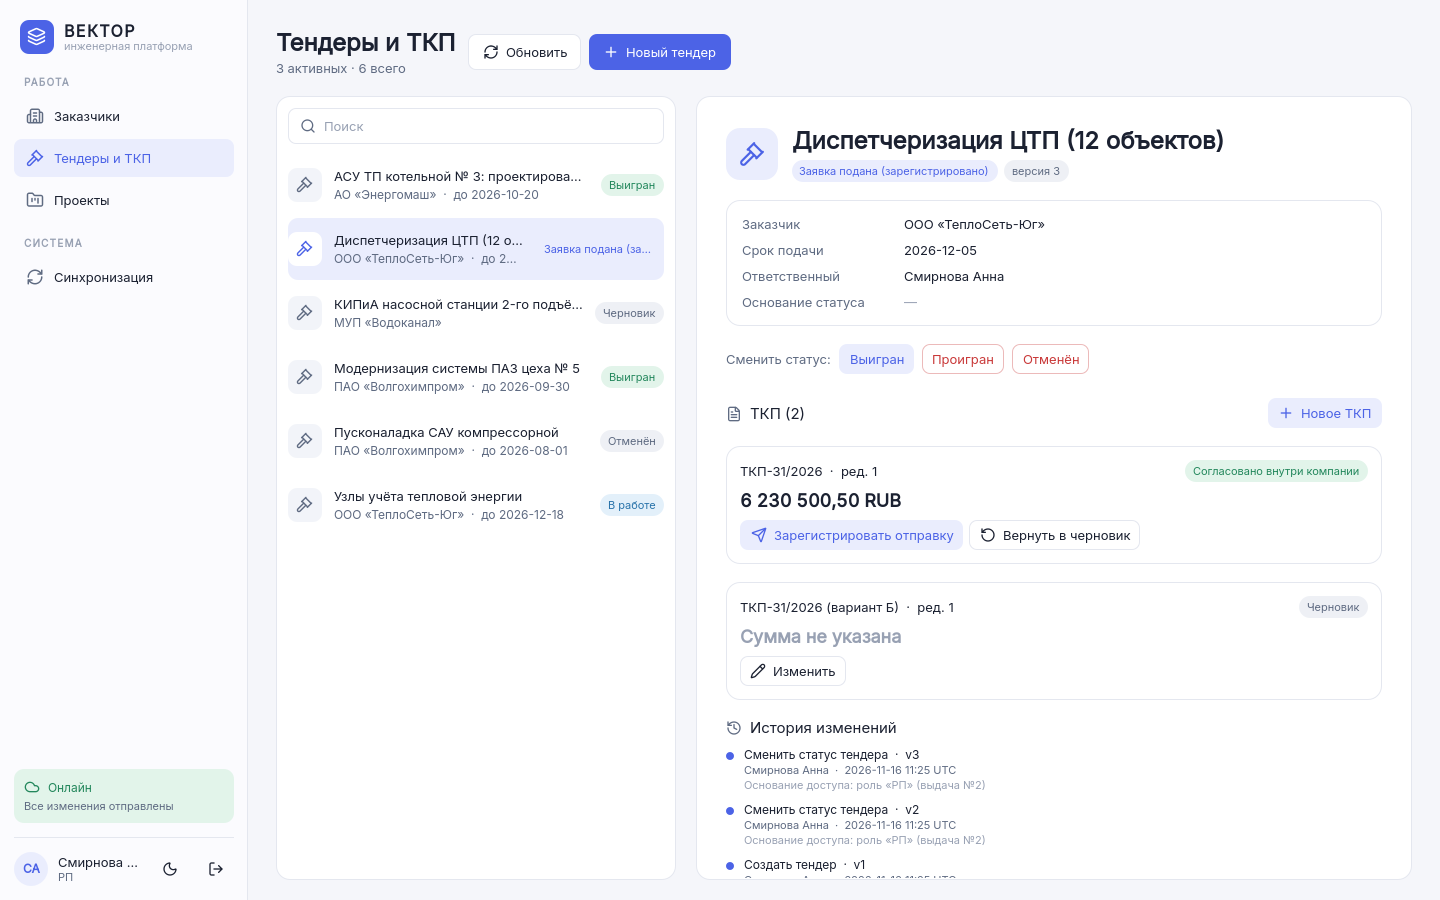 ВЕКТОР
инженерная платформа
РАБОТА
Заказчики
Тендеры и ТКП
Проекты
СИСТЕМА
Синхронизация
Онлайн
Все изменения отправлены
СА
Смирнова ...
РП
Тендеры и ТКП
3 активных · 6 всего
Обновить
Новый тендер
Поиск
АСУ ТП котельной № 3: проектирова...
АО «Энергомаш» · до 2026-10-20
Выигран
Диспетчеризация ЦТП (12 о...
ООО «ТеплоСеть-Юг» · до 2...
Заявка подана (за...
КИПиА насосной станции 2-го подъё...
МУП «Водоканал»
Черновик
Модернизация системы ПАЗ цеха № 5
ПАО «Волгохимпром» · до 2026-09-30
Выигран
Пусконаладка САУ компрессорной
ПАО «Волгохимпром» · до 2026-08-01
Отменён
Узлы учёта тепловой энергии
ООО «ТеплоСеть-Юг» · до 2026-12-18
В работе
Диспетчеризация ЦТП (12 объектов)
Заявка подана (зарегистрировано)
версия 3
Заказчик ООО «ТеплоСеть-Юг»
Срок подачи 2026-12-05
Ответственный Смирнова Анна
Основание статуса —
Сменить статус: Выигран Проигран Отменён
ТКП (2)
Новое ТКП
ТКП-31/2026 · ред. 1
Согласовано внутри компании
6 230 500,50 RUB
Зарегистрировать отправку
Вернуть в черновик
ТКП-31/2026 (вариант Б) · ред. 1
Черновик
Сумма не указана
Изменить
История изменений
Сменить статус тендера · v3
Смирнова Анна · 2026-11-16 11:25 UTC
Основание доступа: роль «РП» (выдача №2)
Сменить статус тендера · v2
Смирнова Анна · 2026-11-16 11:25 UTC
Основание доступа: роль «РП» (выдача №2)
Создать тендер · v1